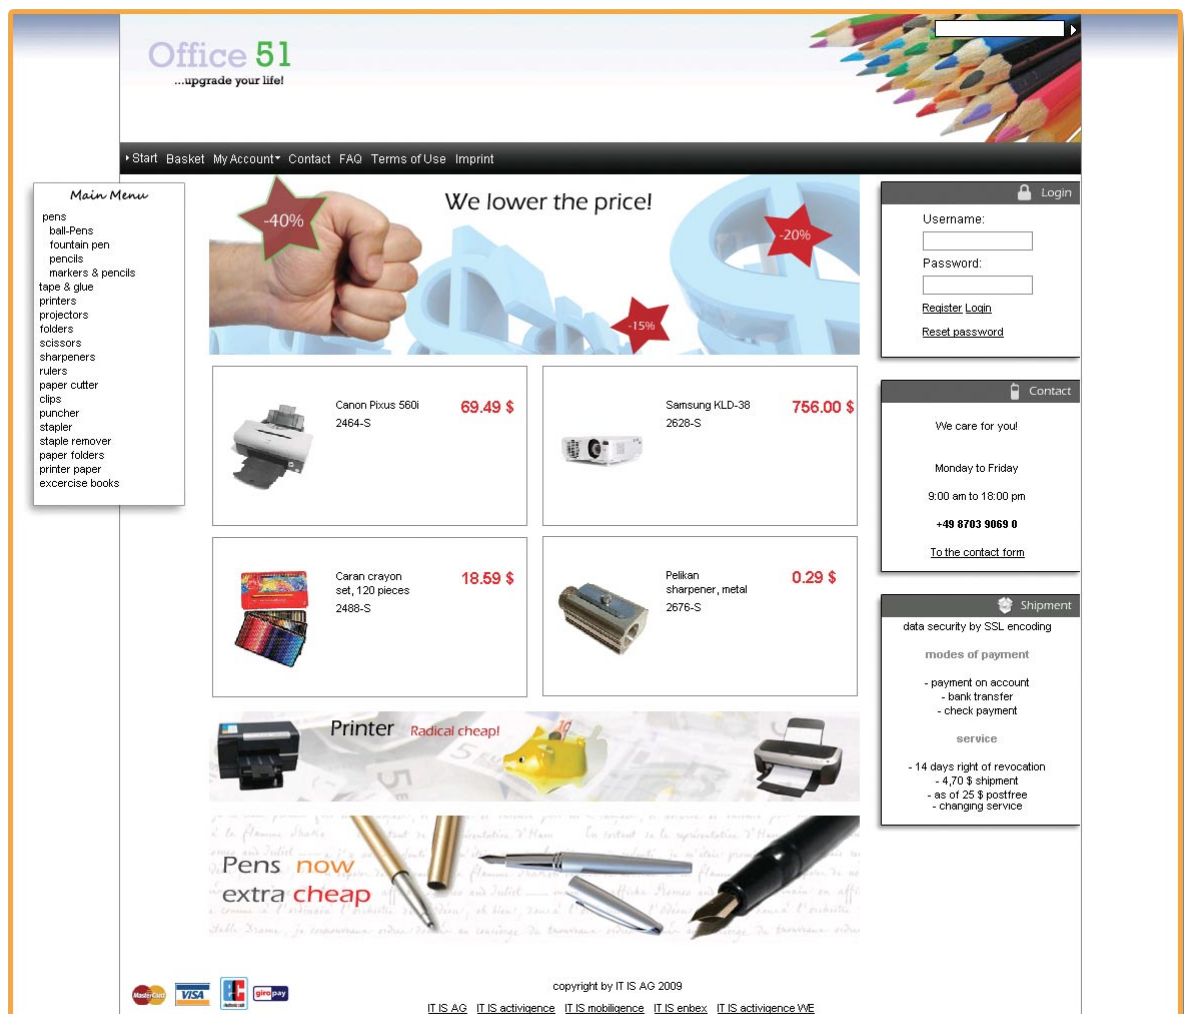 Office 51
...upgrade your life!
Start Basket My Account Contact FAQ Terms of Use Imprint
Main Menu
pens
ball-Pens
fountain pen
pencils
markers & pencils
tape & glue
printers
projectors
folders
scissors
sharpeners
rulers
paper cutter
clips
puncher
stapler
staple remover
paper folders
printer paper
excercise books
We lower the price!
-40%
-20%
-15%
Canon Pixus 560i 69.49 $
2464-S
Samsung KLD-38 756.00 $
2628-S
Caran crayon 18.59 $
set, 120 pieces
2488-S
Pelikan 0.29 $
sharpener, metal
2676-S
Printer Radical cheap!
Pens now
extra cheap
Login
Username:
Password:
Register Login
Reset password
Contact
We care for you!
Monday to Friday
9:00 am to 18:00 pm
+49 8703 9069 0
To the contact form
Shipment
data security by SSL encoding
modes of payment
- payment on account
- bank transfer
- check payment
service
- 14 days right of revocation
- 4,70 $ shipment
- as of 25 $ postfree
- changing service
MasterCard VISA giropay
copyright by IT IS AG 2009
IT IS AG IT IS activigence IT IS mobiligence IT IS enbex IT IS activigence WE